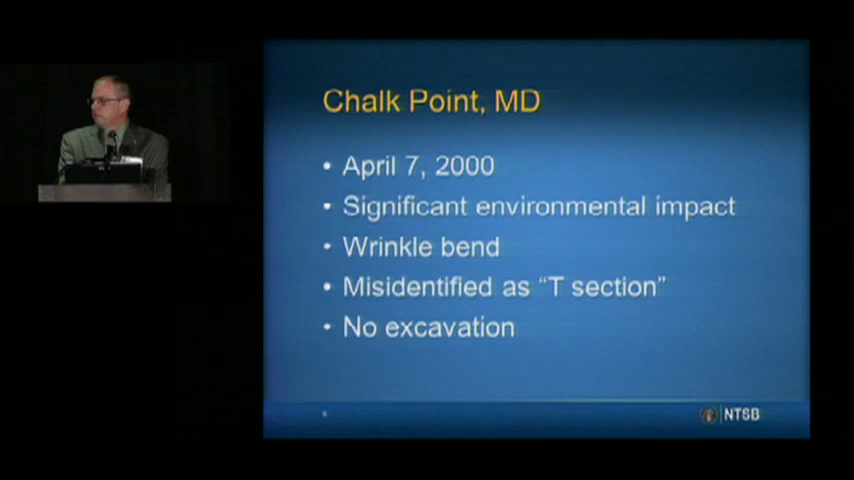 Chalk Point, MD
• April 7, 2000
• Significant environmental impact
• Wrinkle bend
• Misidentified as “T section”
• No excavation
NTSB